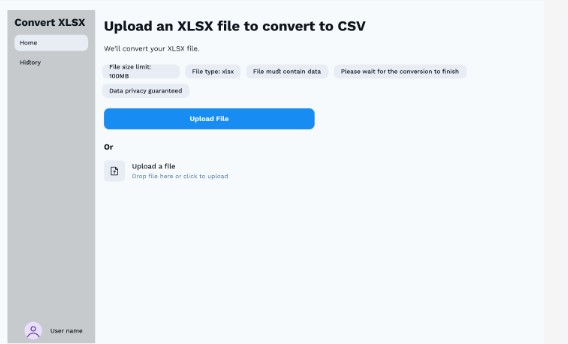 Convert XLSX
Home
History
User name
Upload an XLSX file to convert to CSV
We'll convert your XLSX file.
File size limit:
100MB
File type: xlsx
File must contain data
Please wait for the conversion to finish
Data privacy guaranteed
Upload File
Or
Upload a file
Drop file here or click to upload